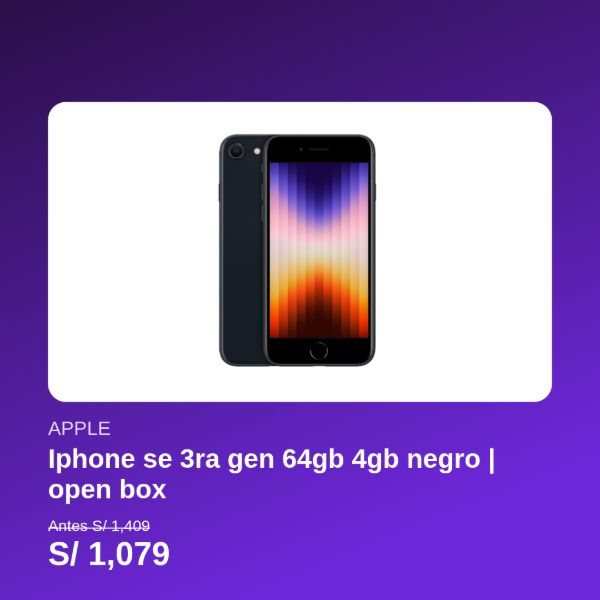 APPLE
Iphone se 3ra gen 64gb 4gb negro |
open box
Antes S/ 1,409
S/ 1,079